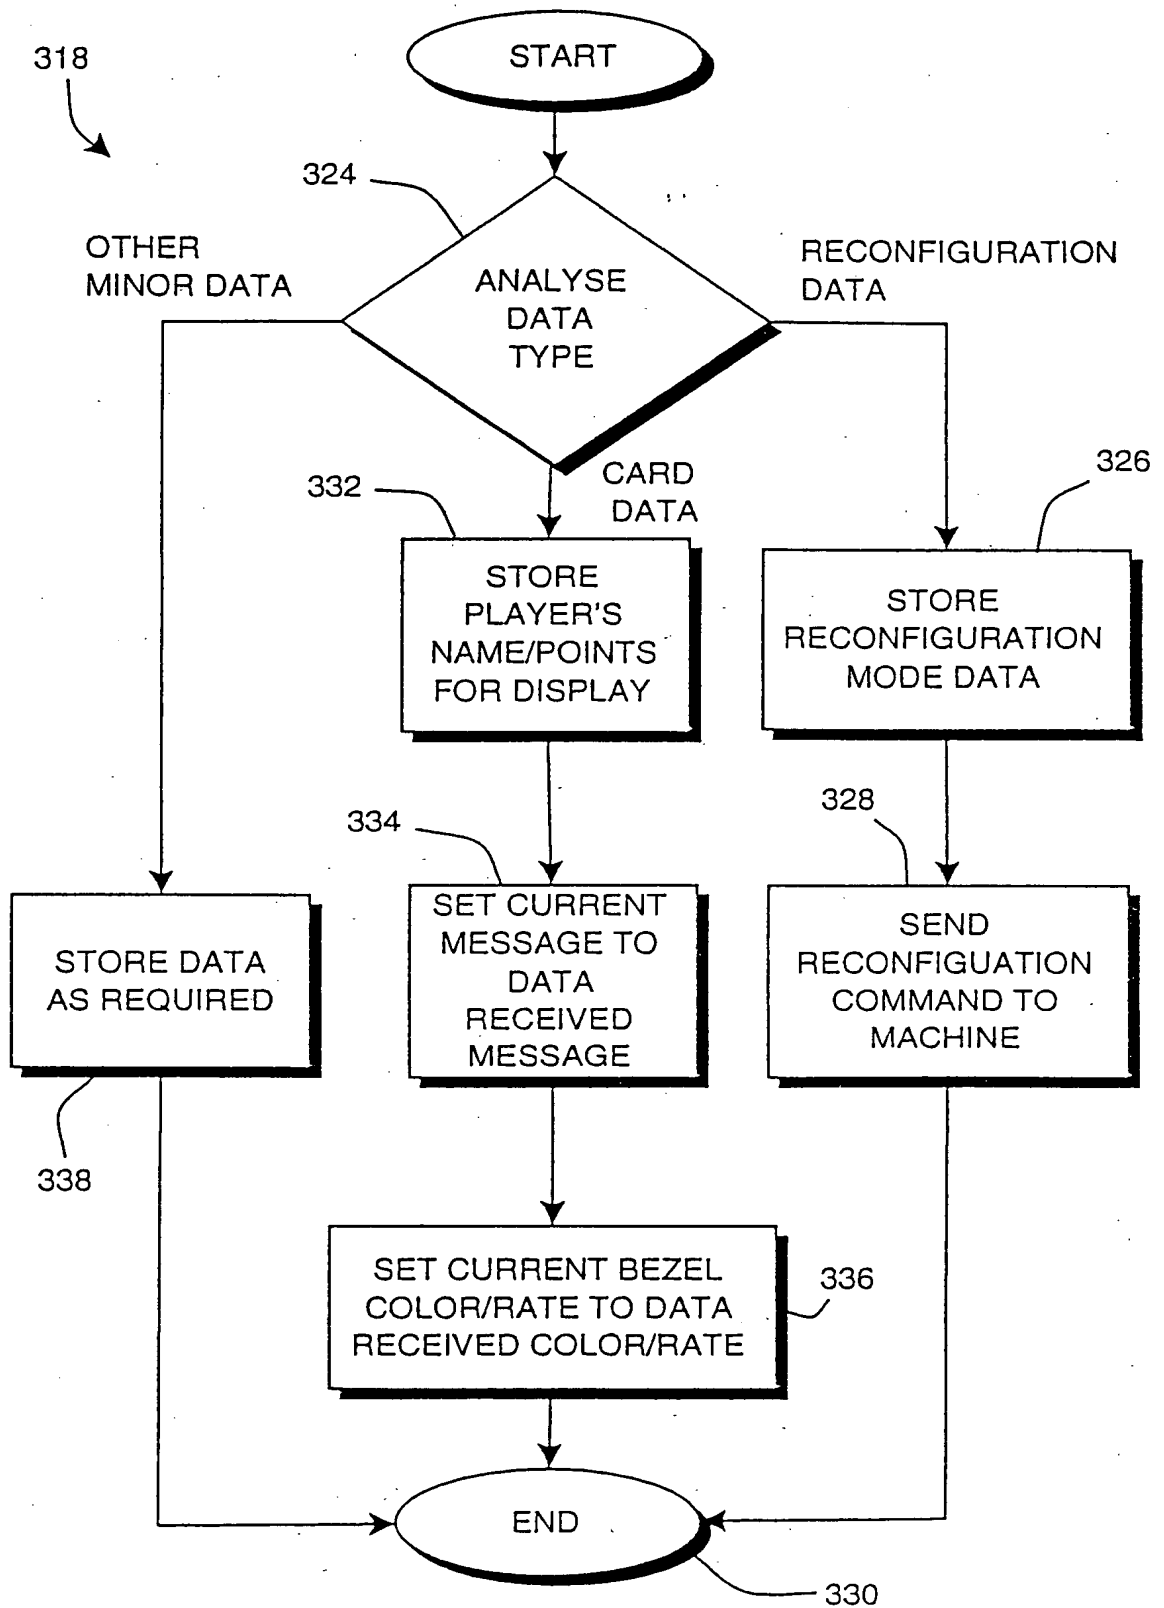 START
318
324
OTHER
MINOR DATA
RECONFIGURATION
DATA
ANALYSE
DATA
TYPE
CARD
DATA
332
326
STORE
PLAYER'S
NAME/POINTS
FOR DISPLAY
STORE
RECONFIGURATION
MODE DATA
334
328
STORE DATA
AS REQUIRED
SET CURRENT
MESSAGE TO
DATA
RECEIVED
MESSAGE
SEND
RECONFIGUATION
COMMAND TO
MACHINE
338
SET CURRENT BEZEL
COLOR/RATE TO DATA
RECEIVED COLOR/RATE
336
END
330